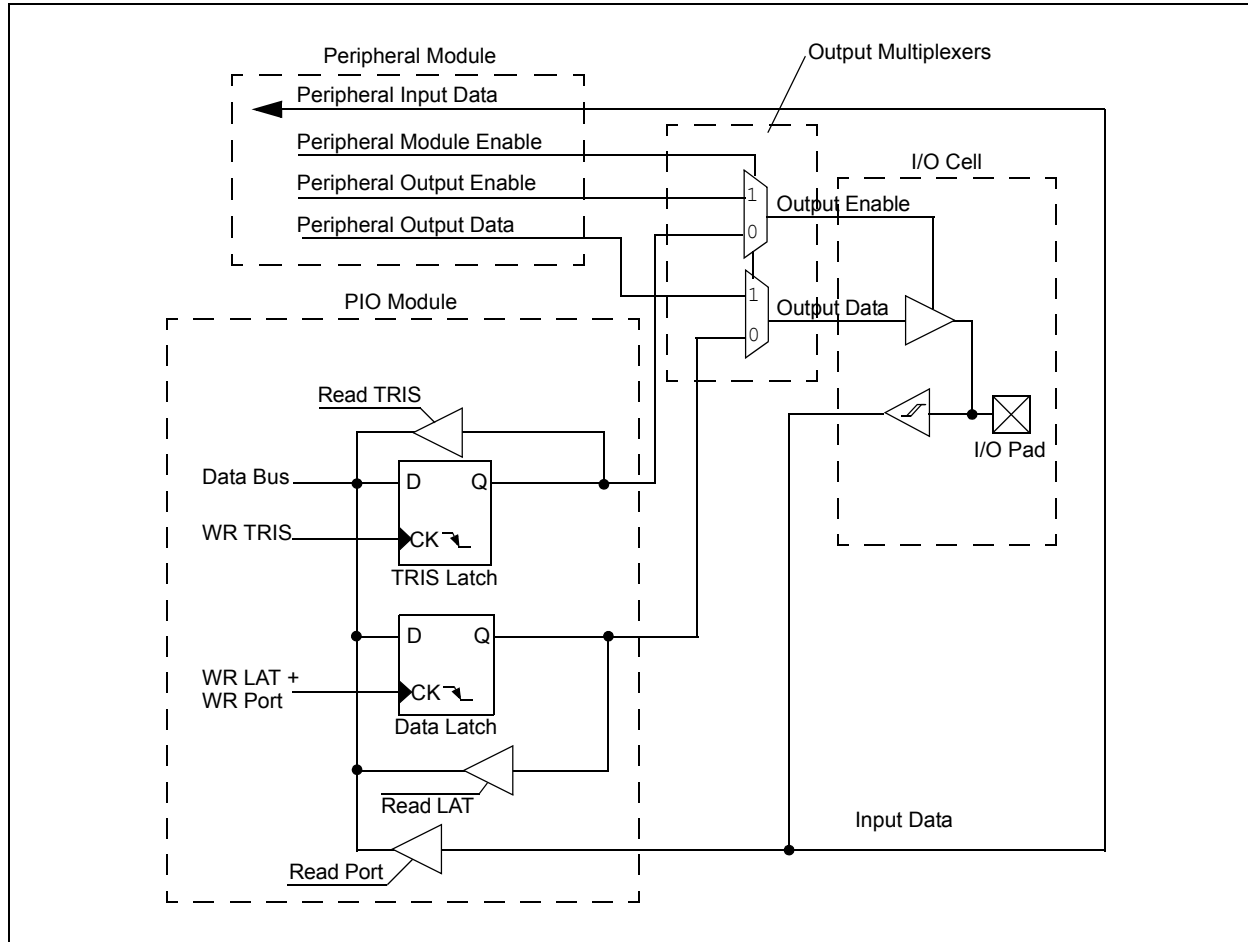 Peripheral Module
Output Multiplexers
Peripheral Input Data
Peripheral Module Enable
I/O Cell
Peripheral Output Enable
1
Output Enable
Peripheral Output Data
0
PIO Module
1
Output Data
0
Read TRIS
I/O Pad
Data Bus
D
Q
WR TRIS
CK
TRIS Latch
D
Q
WR LAT +
WR Port
CK
Data Latch
Read LAT
Input Data
Read Port